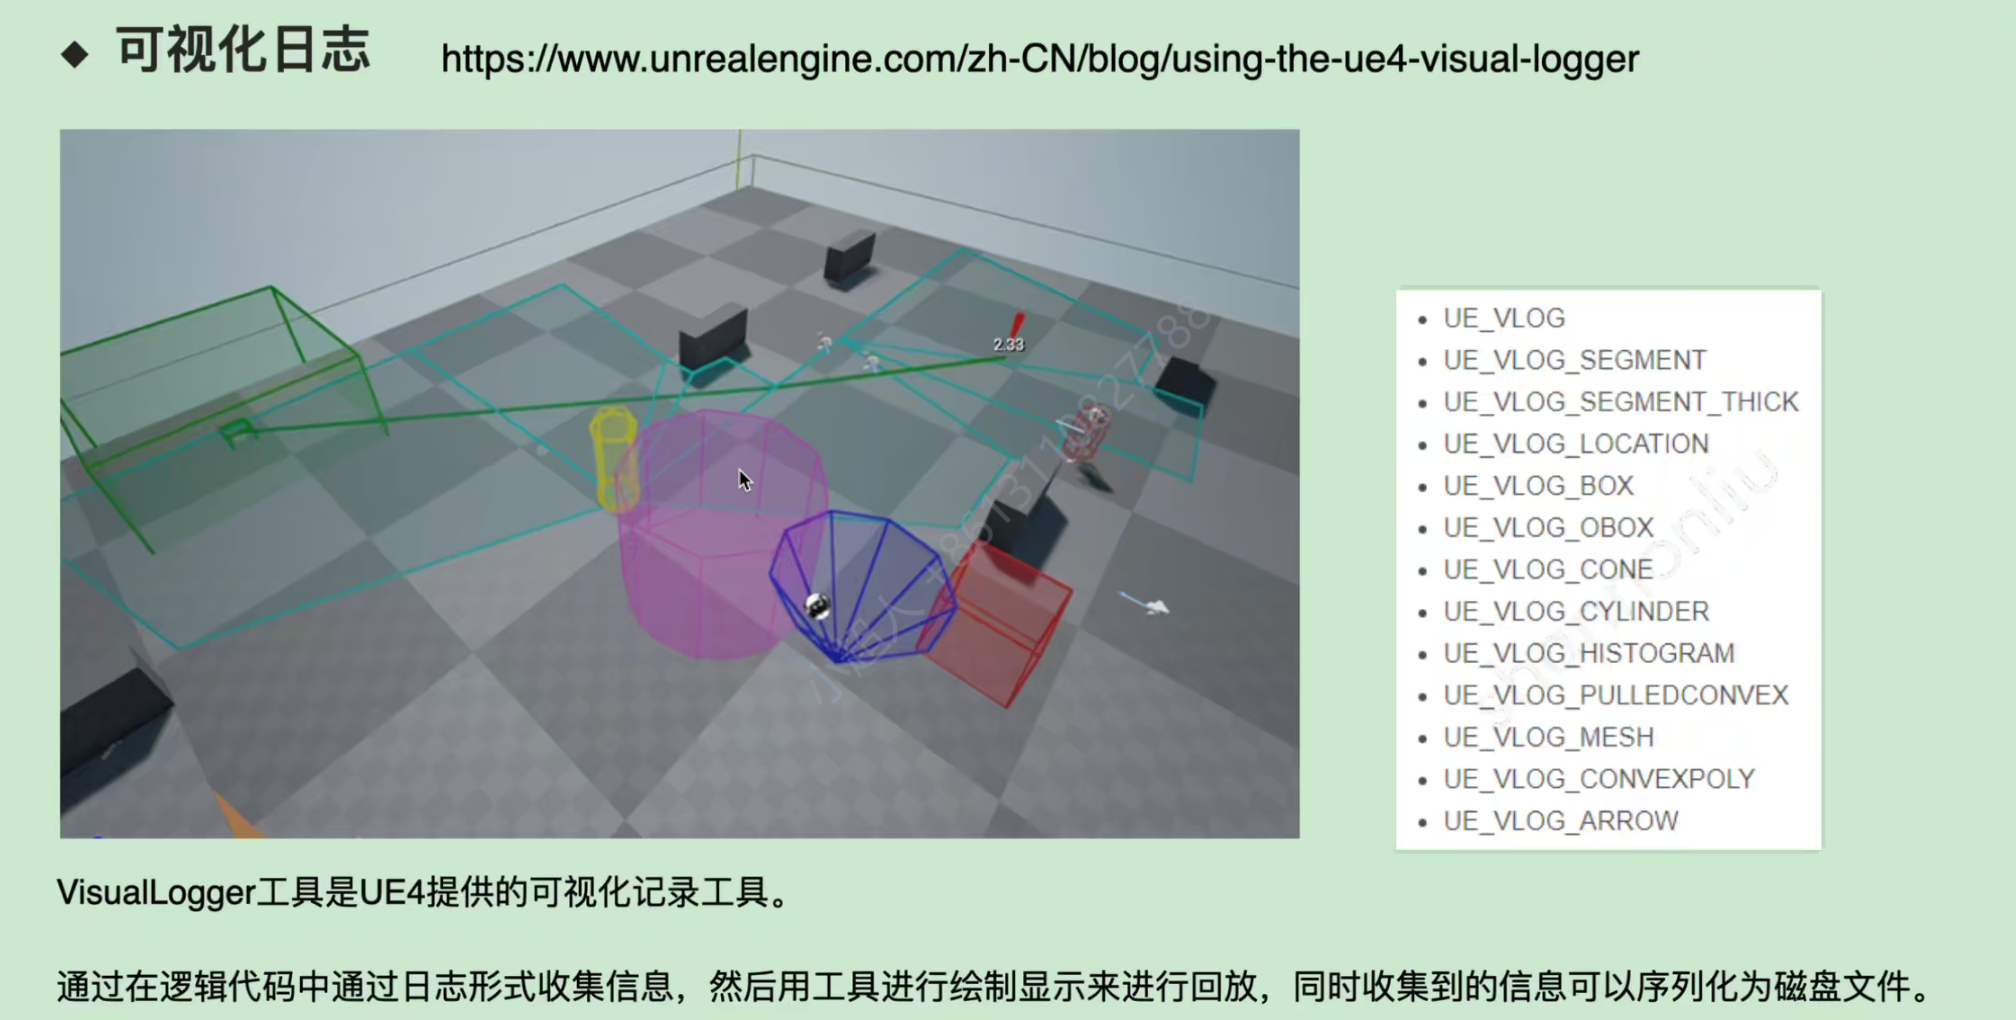 ◆ 可视化日志 https://www.unrealengine.com/zh-CN/blog/using-the-ue4-visual-logger
2.33
• UE_VLOG
• UE_VLOG_SEGMENT
• UE_VLOG_SEGMENT_THICK
• UE_VLOG_LOCATION
• UE_VLOG_BOX
• UE_VLOG_OBOX
• UE_VLOG_CONE
• UE_VLOG_CYLINDER
• UE_VLOG_HISTOGRAM
• UE_VLOG_PULLEDCONVEX
• UE_VLOG_MESH
• UE_VLOG_CONVEXPOLY
• UE_VLOG_ARROW
VisualLogger工具是UE4提供的可视化记录工具。
通过在逻辑代码中通过日志形式收集信息，然后用工具进行绘制显示来进行回放，同时收集到的信息可以序列化为磁盘文件。